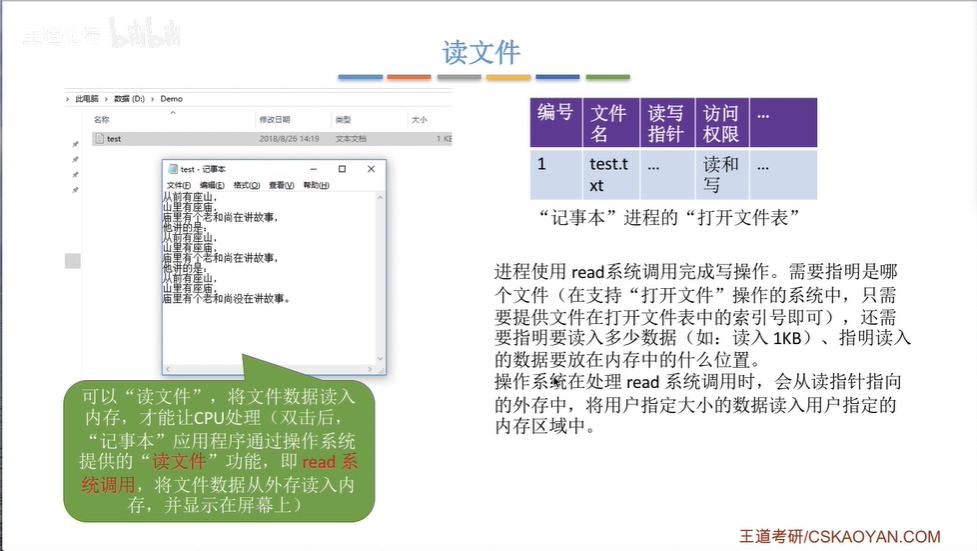 王道论坛 bilibili
读文件
› 此电脑 › 数据 (D:) › Demo
名称 修改日期 类型 大小
test 2018/8/26 14:19 文本文档 1 KB
test - 记事本
文件(F) 编辑(E) 格式(O) 查看(V) 帮助(H)
从前有座山，
山里有座庙，
庙里有个老和尚在讲故事，
他讲的是：
从前有座山，
山里有座庙，
庙里有个老和尚在讲故事，
他讲的是：
从前有座山，
山里有座庙，
庙里有个老和尚没在讲故事。
可以“读文件”，将文件数据读入
内存，才能让CPU处理（双击后，
“记事本”应用程序通过操作系统
提供的“读文件”功能，即 read 系
统调用，将文件数据从外存读入内
存，并显示在屏幕上）
编号 文件名 读写指针 访问权限 …
1 test.txt … 读和写 …
“记事本”进程的“打开文件表”
进程使用 read系统调用完成写操作。需要指明是哪
个文件（在支持“打开文件”操作的系统中，只需
要提供文件在打开文件表中的索引号即可），还需
要指明要读入多少数据（如：读入 1KB）、指明读入
的数据要放在内存中的什么位置。
操作系统在处理 read 系统调用时，会从读指针指向
的外存中，将用户指定大小的数据读入用户指定的
内存区域中。
王道考研/CSKAOYAN.COM